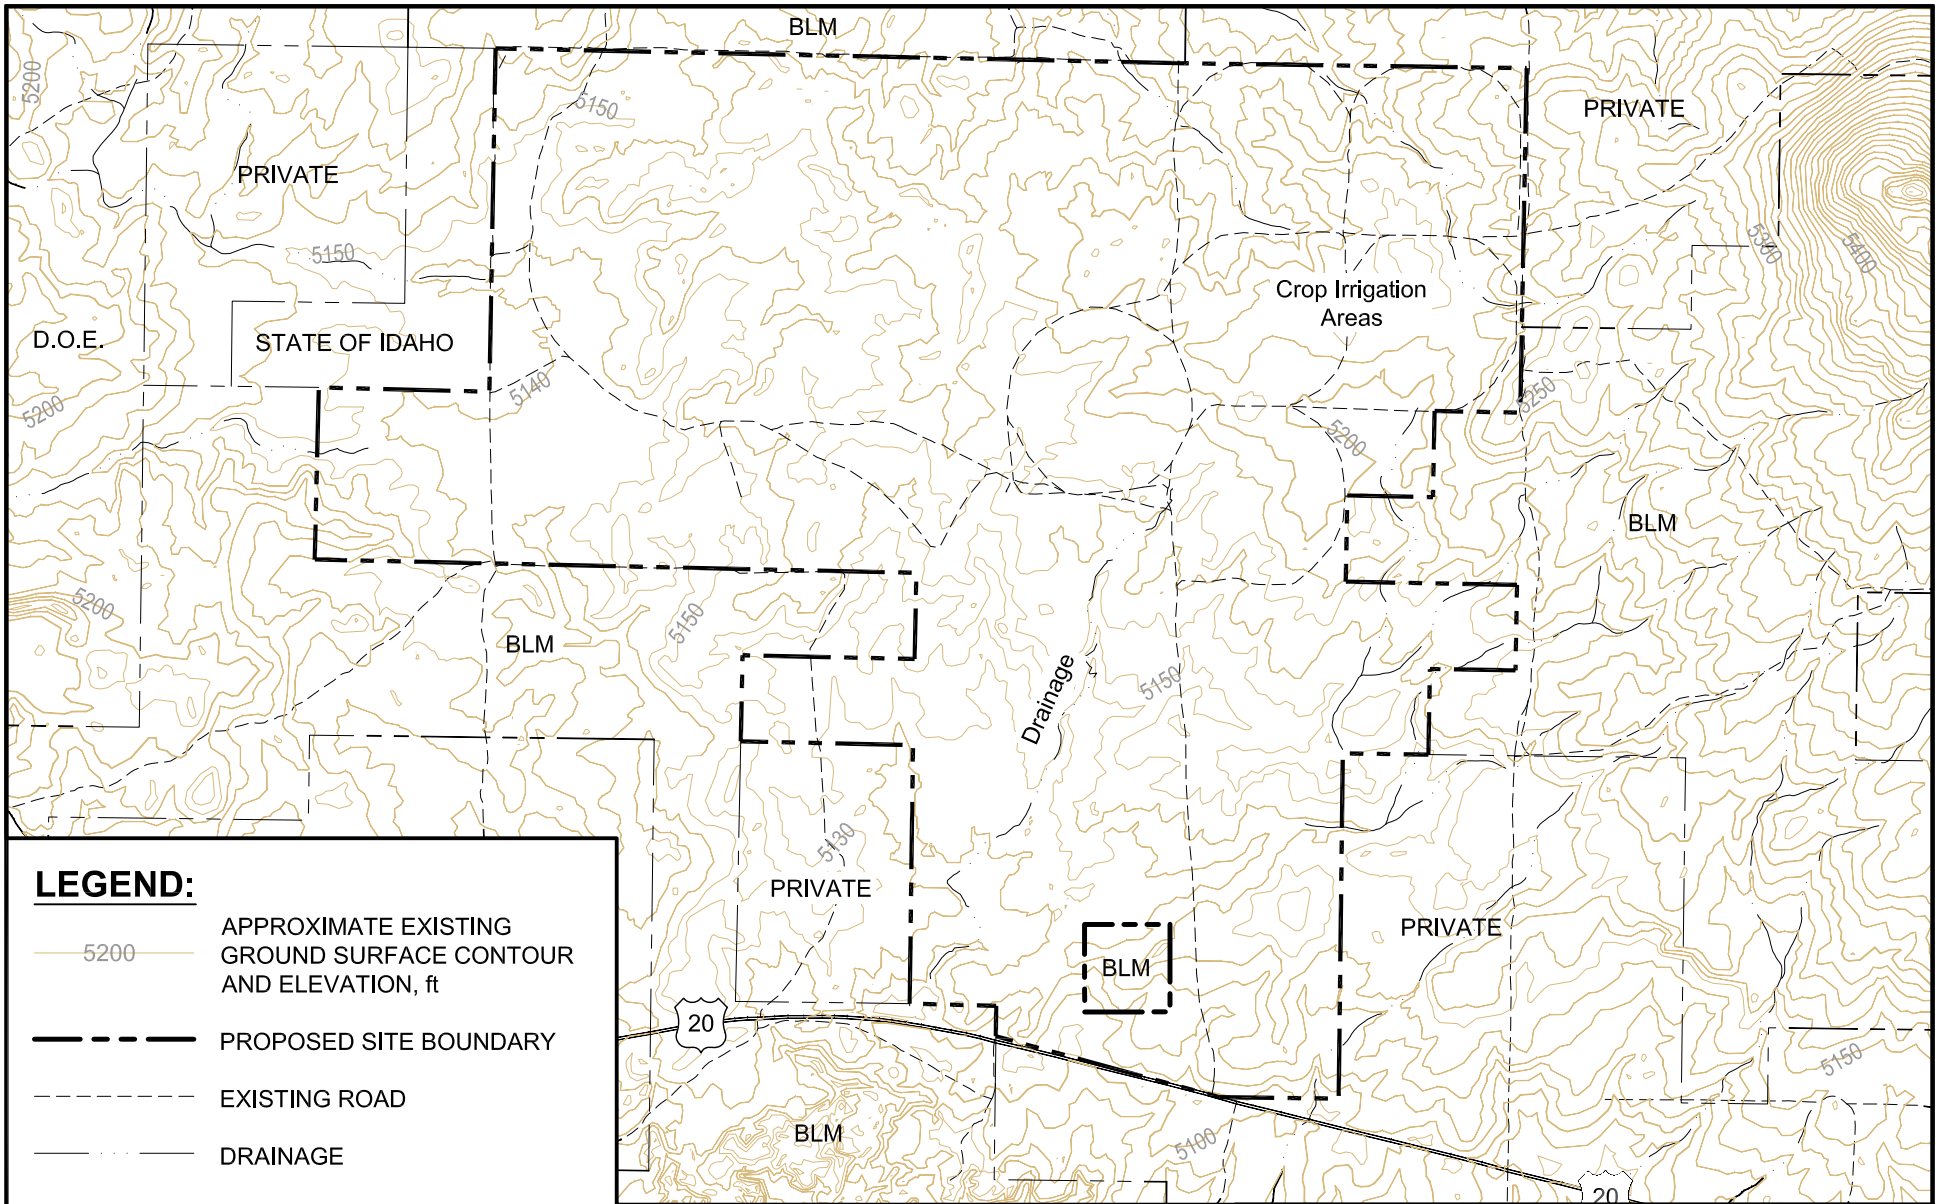 BLM
5200
5150
PRIVATE
PRIVATE
5150
5300
5400
Crop Irrigation
Areas
D.O.E.
STATE OF IDAHO
5140
5250
5200
5200
BLM
5200
5150
BLM
5150
Drainage
5130
PRIVATE
PRIVATE
BLM
20
5150
5100
BLM
20
LEGEND:
5200
APPROXIMATE EXISTING
GROUND SURFACE CONTOUR
AND ELEVATION, ft
PROPOSED SITE BOUNDARY
EXISTING ROAD
DRAINAGE